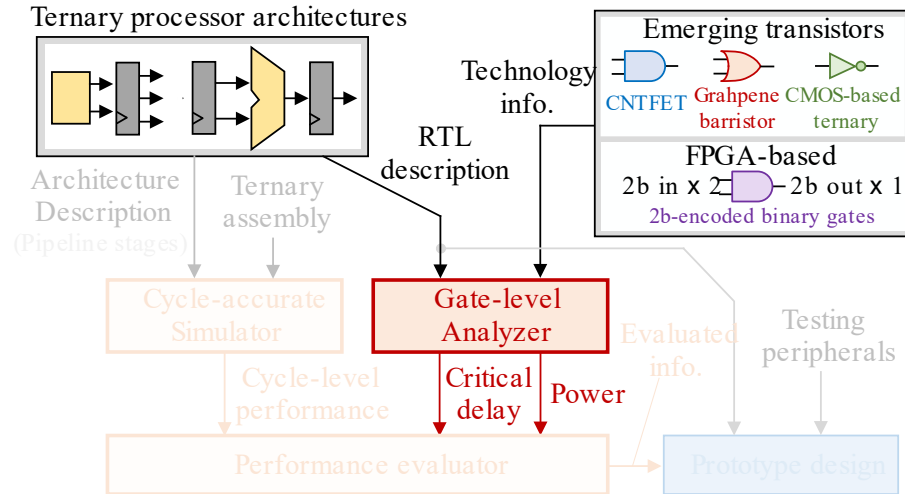 Ternary processor architectures
Emerging transistors
CNTFET
Grahpene
barristor
CMOS-based
ternary
Technology
info.
FPGA-based
2b in x 2
2b out x 1
2b-encoded binary gates
RTL
description
Architecture
Description
(Pipeline stages)
Ternary
assembly
Cycle-accurate
Simulator
Gate-level
Analyzer
Testing
peripherals
Evaluated
info.
Cycle-level
performance
Critical
delay
Power
Performance evaluator
Prototype design